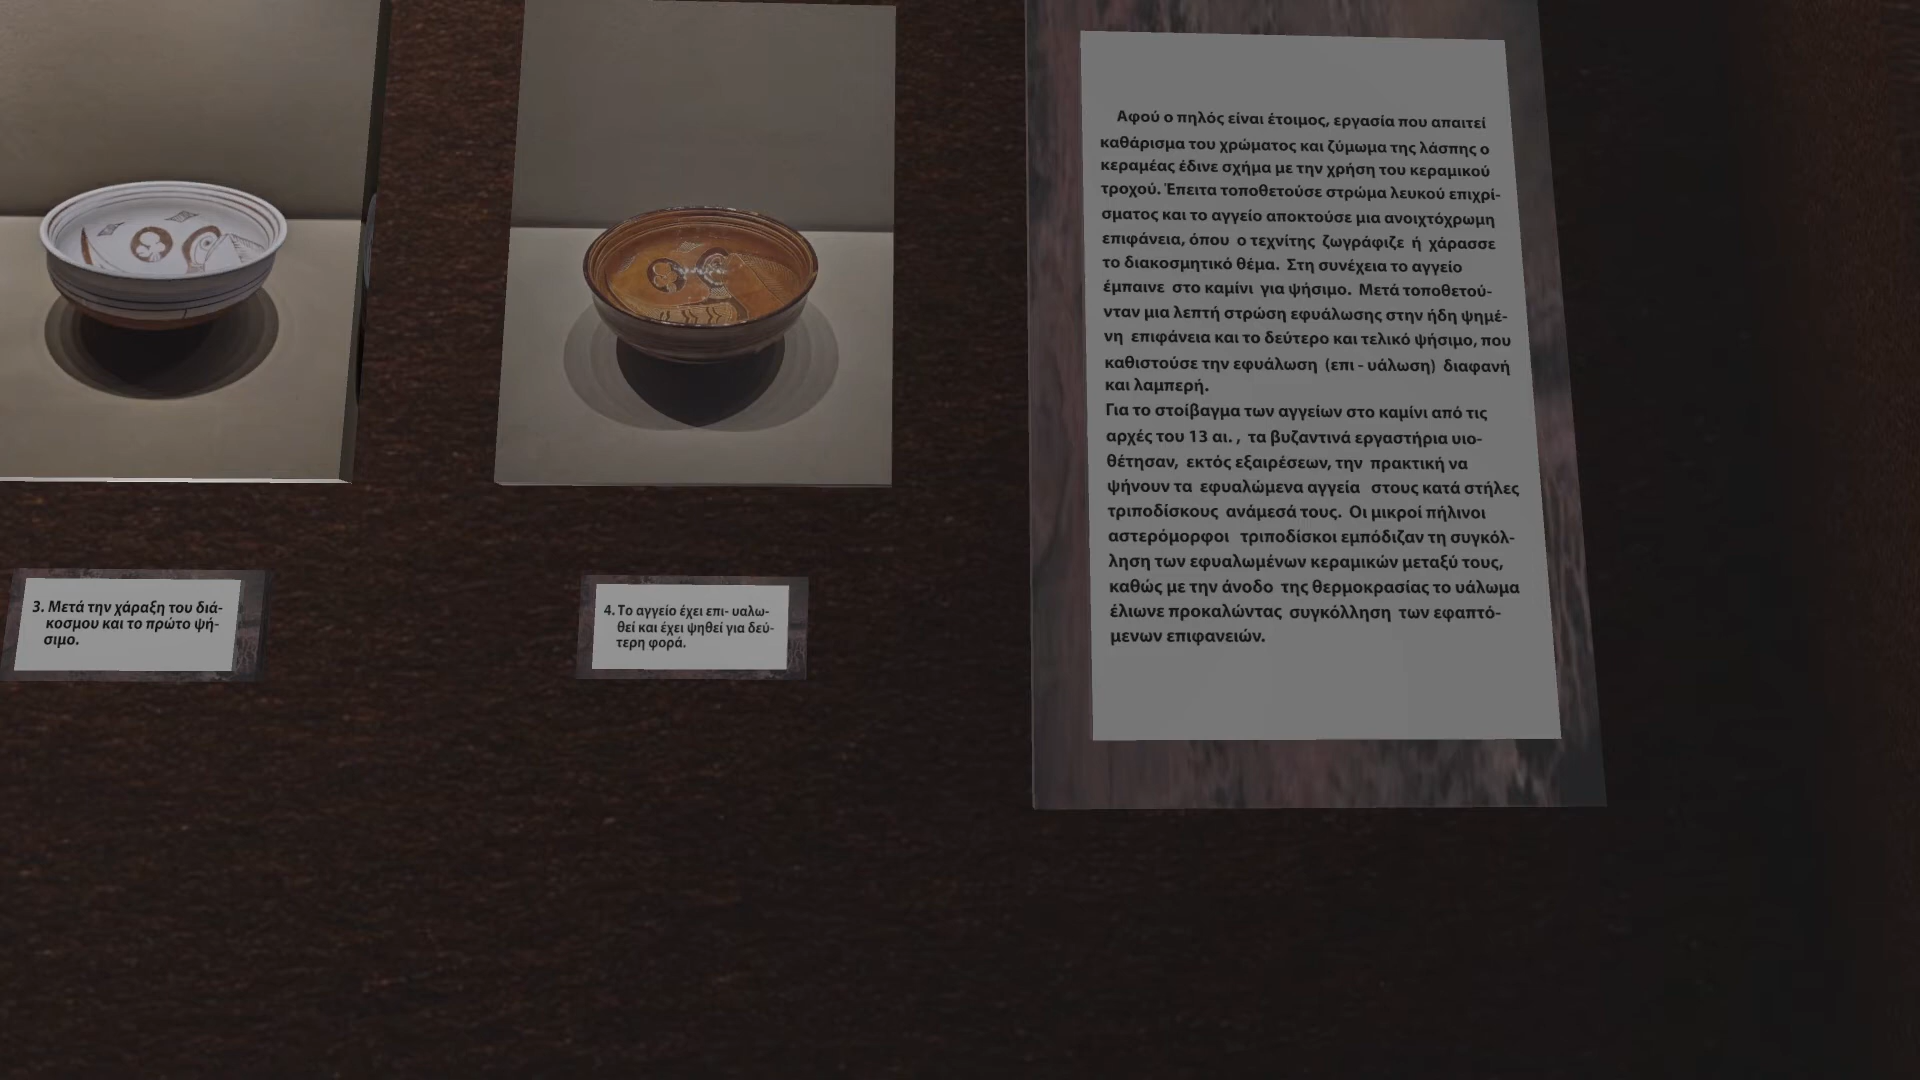 3. Μετά την χάραξη του διά-
κοσμου και το πρώτο ψή-
σιμο.
4. Το αγγείο έχει επι- υαλω-
θεί και έχει ψηθεί για δεύ-
τερη φορά.
Αφού ο πηλός είναι έτοιμος, εργασία που απαιτεί
καθάρισμα του χρώματος και ζύμωμα της λάσπης ο
κεραμέας έδινε σχήμα με την χρήση του κεραμικού
τροχού. Έπειτα τοποθετούσε στρώμα λευκού επιχρί-
σματος και το αγγείο αποκτούσε μια ανοιχτόχρωμη
επιφάνεια, όπου ο τεχνίτης ζωγράφιζε ή χάρασσε
το διακοσμητικό θέμα. Στη συνέχεια το αγγείο
έμπαινε στο καμίνι για ψήσιμο. Μετά τοποθετού-
νταν μια λεπτή στρώση εφυάλωσης στην ήδη ψημέ-
νη επιφάνεια και το δεύτερο και τελικό ψήσιμο, που
καθιστούσε την εφυάλωση (επι - υάλωση) διαφανή
και λαμπερή.
Για το στοίβαγμα των αγγείων στο καμίνι από τις
αρχές του 13 αι. , τα βυζαντινά εργαστήρια υιο-
θέτησαν, εκτός εξαιρέσεων, την πρακτική να
ψήνουν τα εφυαλώμενα αγγεία στους κατά στήλες
τριποδίσκους ανάμεσά τους. Οι μικροί πήλινοι
αστερόμορφοι τριποδίσκοι εμπόδιζαν τη συγκόλ-
ληση των εφυαλωμένων κεραμικών μεταξύ τους,
καθώς με την άνοδο της θερμοκρασίας το υάλωμα
έλιωνε προκαλώντας συγκόλληση των εφαπτό-
μενων επιφανειών.